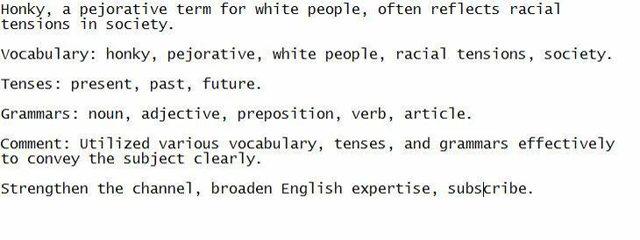 Honky, a pejorative term for white people, often reflects racial
tensions in society.
Vocabulary: honky, pejorative, white people, racial tensions, society.
Tenses: present, past, future.
Grammars: noun, adjective, preposition, verb, article.
Comment: Utilized various vocabulary, tenses, and grammars effectively
to convey the subject clearly.
Strengthen the channel, broaden English expertise, subscribe.